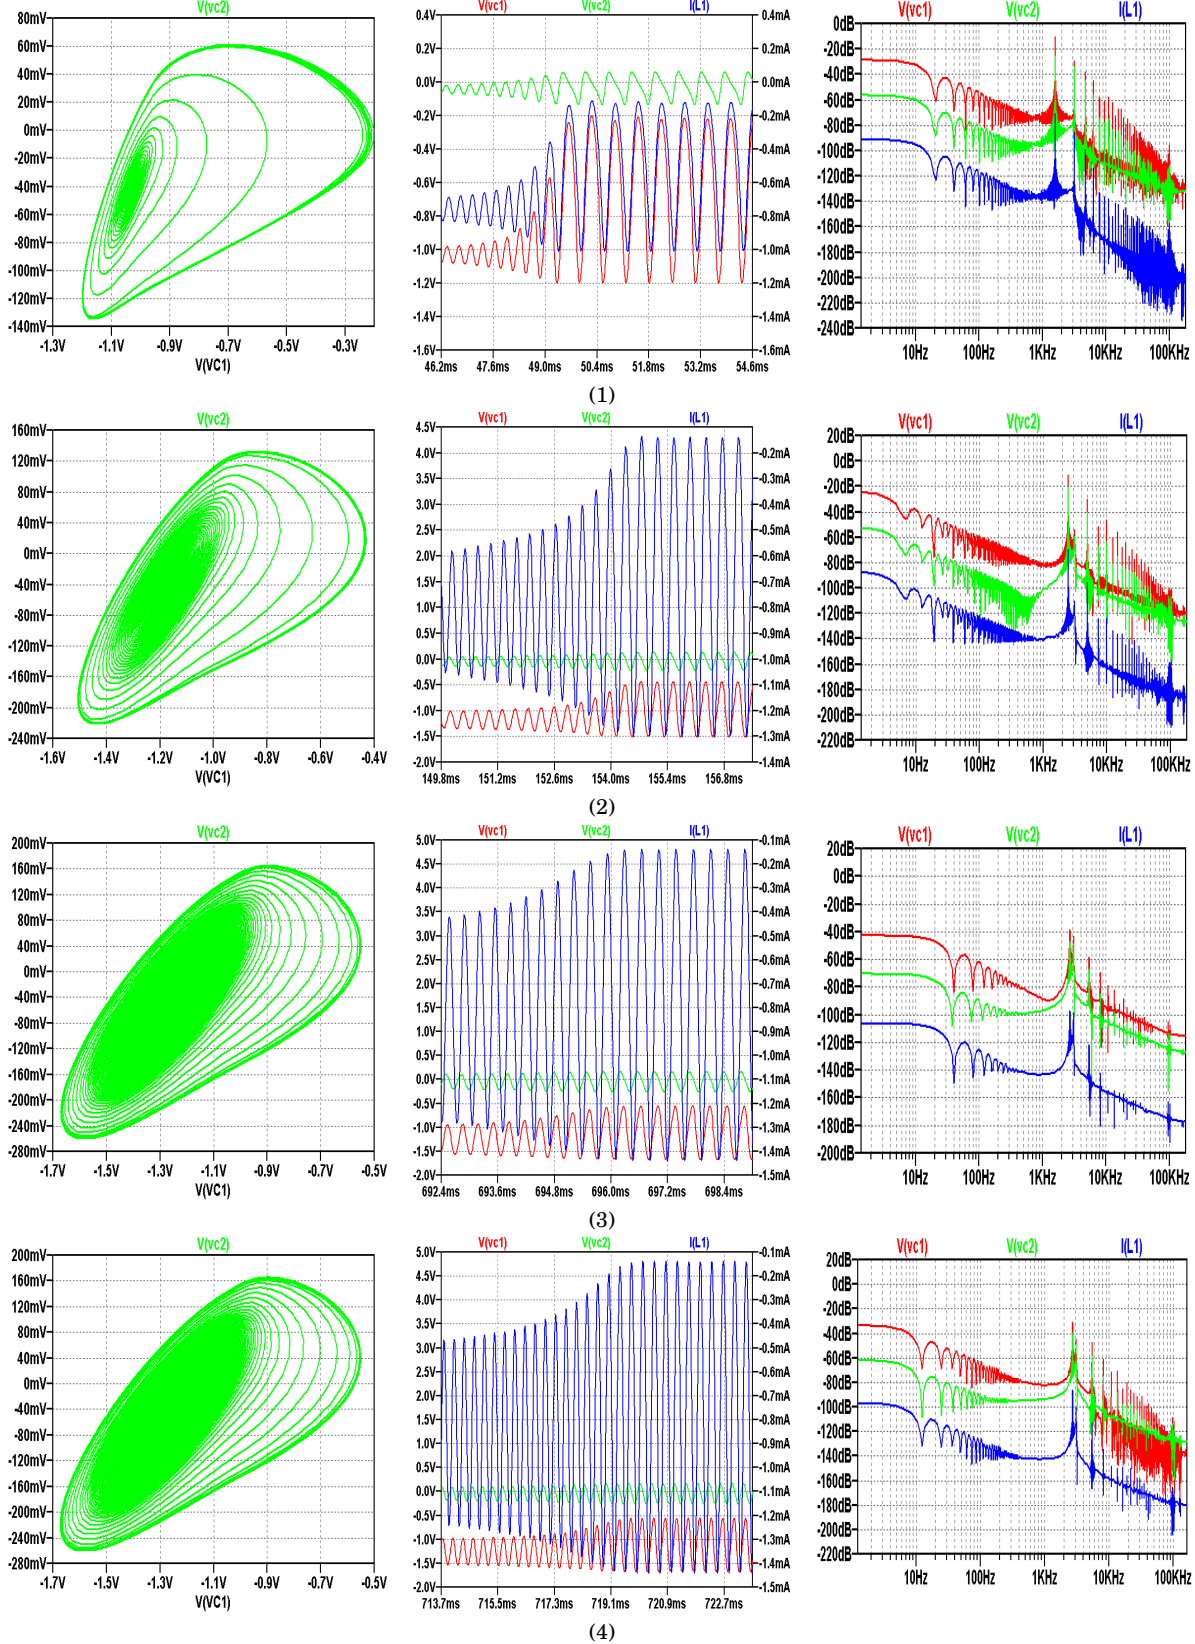 V(vc2)
80mV
60mV
40mV
20mV
0mV
-20mV
-40mV
-60mV
-80mV
-100mV
-120mV
-140mV
-1.3V -1.1V -0.9V -0.7V -0.5V -0.3V
V(VC1)
V(vc1) V(vc2) I(L1)
0.4V
0.2V
0.0V
-0.2V
-0.4V
-0.6V
-0.8V
-1.0V
-1.2V
-1.4V
-1.6V
0.4mA
0.2mA
0.0mA
-0.2mA
-0.4mA
-0.6mA
-0.8mA
-1.0mA
-1.2mA
-1.4mA
-1.6mA
46.2ms 47.6ms 49.0ms 50.4ms 51.8ms 53.2ms 54.6ms
V(vc1) V(vc2) I(L1)
0dB
-20dB
-40dB
-60dB
-80dB
-100dB
-120dB
-140dB
-160dB
-180dB
-200dB
-220dB
-240dB
10Hz 100Hz 1KHz 10KHz 100KHz
(1)
V(vc2)
160mV
120mV
80mV
40mV
0mV
-40mV
-80mV
-120mV
-160mV
-200mV
-240mV
-1.6V -1.4V -1.2V -1.0V -0.8V -0.6V -0.4V
V(VC1)
V(vc1) V(vc2) I(L1)
4.5V
4.0V
3.5V
3.0V
2.5V
2.0V
1.5V
1.0V
0.5V
0.0V
-0.5V
-1.0V
-1.5V
-2.0V
-0.2mA
-0.3mA
-0.4mA
-0.5mA
-0.6mA
-0.7mA
-0.8mA
-0.9mA
-1.0mA
-1.1mA
-1.2mA
-1.3mA
-1.4mA
149.8ms 151.2ms 152.6ms 154.0ms 155.4ms 156.8ms
V(vc1) V(vc2) I(L1)
20dB
0dB
-20dB
-40dB
-60dB
-80dB
-100dB
-120dB
-140dB
-160dB
-180dB
-200dB
-220dB
10Hz 100Hz 1KHz 10KHz 100KHz
(2)
V(vc2)
200mV
160mV
120mV
80mV
40mV
0mV
-40mV
-80mV
-120mV
-160mV
-200mV
-240mV
-280mV
-1.7V -1.5V -1.3V -1.1V -0.9V -0.7V -0.5V
V(VC1)
V(vc1) V(vc2) I(L1)
5.0V
4.5V
4.0V
3.5V
3.0V
2.5V
2.0V
1.5V
1.0V
0.5V
0.0V
-0.5V
-1.0V
-1.5V
-2.0V
-0.1mA
-0.2mA
-0.3mA
-0.4mA
-0.5mA
-0.6mA
-0.7mA
-0.8mA
-0.9mA
-1.0mA
-1.1mA
-1.2mA
-1.3mA
-1.4mA
-1.5mA
692.4ms 693.6ms 694.8ms 696.0ms 697.2ms 698.4ms
V(vc1) V(vc2) I(L1)
20dB
0dB
-20dB
-40dB
-60dB
-80dB
-100dB
-120dB
-140dB
-160dB
-180dB
-200dB
10Hz 100Hz 1KHz 10KHz 100KHz
(3)
V(vc2)
200mV
160mV
120mV
80mV
40mV
0mV
-40mV
-80mV
-120mV
-160mV
-200mV
-240mV
-280mV
-1.7V -1.5V -1.3V -1.1V -0.9V -0.7V -0.5V
V(VC1)
V(vc1) V(vc2) I(L1)
5.0V
4.5V
4.0V
3.5V
3.0V
2.5V
2.0V
1.5V
1.0V
0.5V
0.0V
-0.5V
-1.0V
-1.5V
-2.0V
-0.1mA
-0.2mA
-0.3mA
-0.4mA
-0.5mA
-0.6mA
-0.7mA
-0.8mA
-0.9mA
-1.0mA
-1.1mA
-1.2mA
-1.3mA
-1.4mA
-1.5mA
713.7ms 715.5ms 717.3ms 719.1ms 720.9ms 722.7ms
V(vc1) V(vc2) I(L1)
20dB
0dB
-20dB
-40dB
-60dB
-80dB
-100dB
-120dB
-140dB
-160dB
-180dB
-200dB
-220dB
10Hz 100Hz 1KHz 10KHz 100KHz
(4)